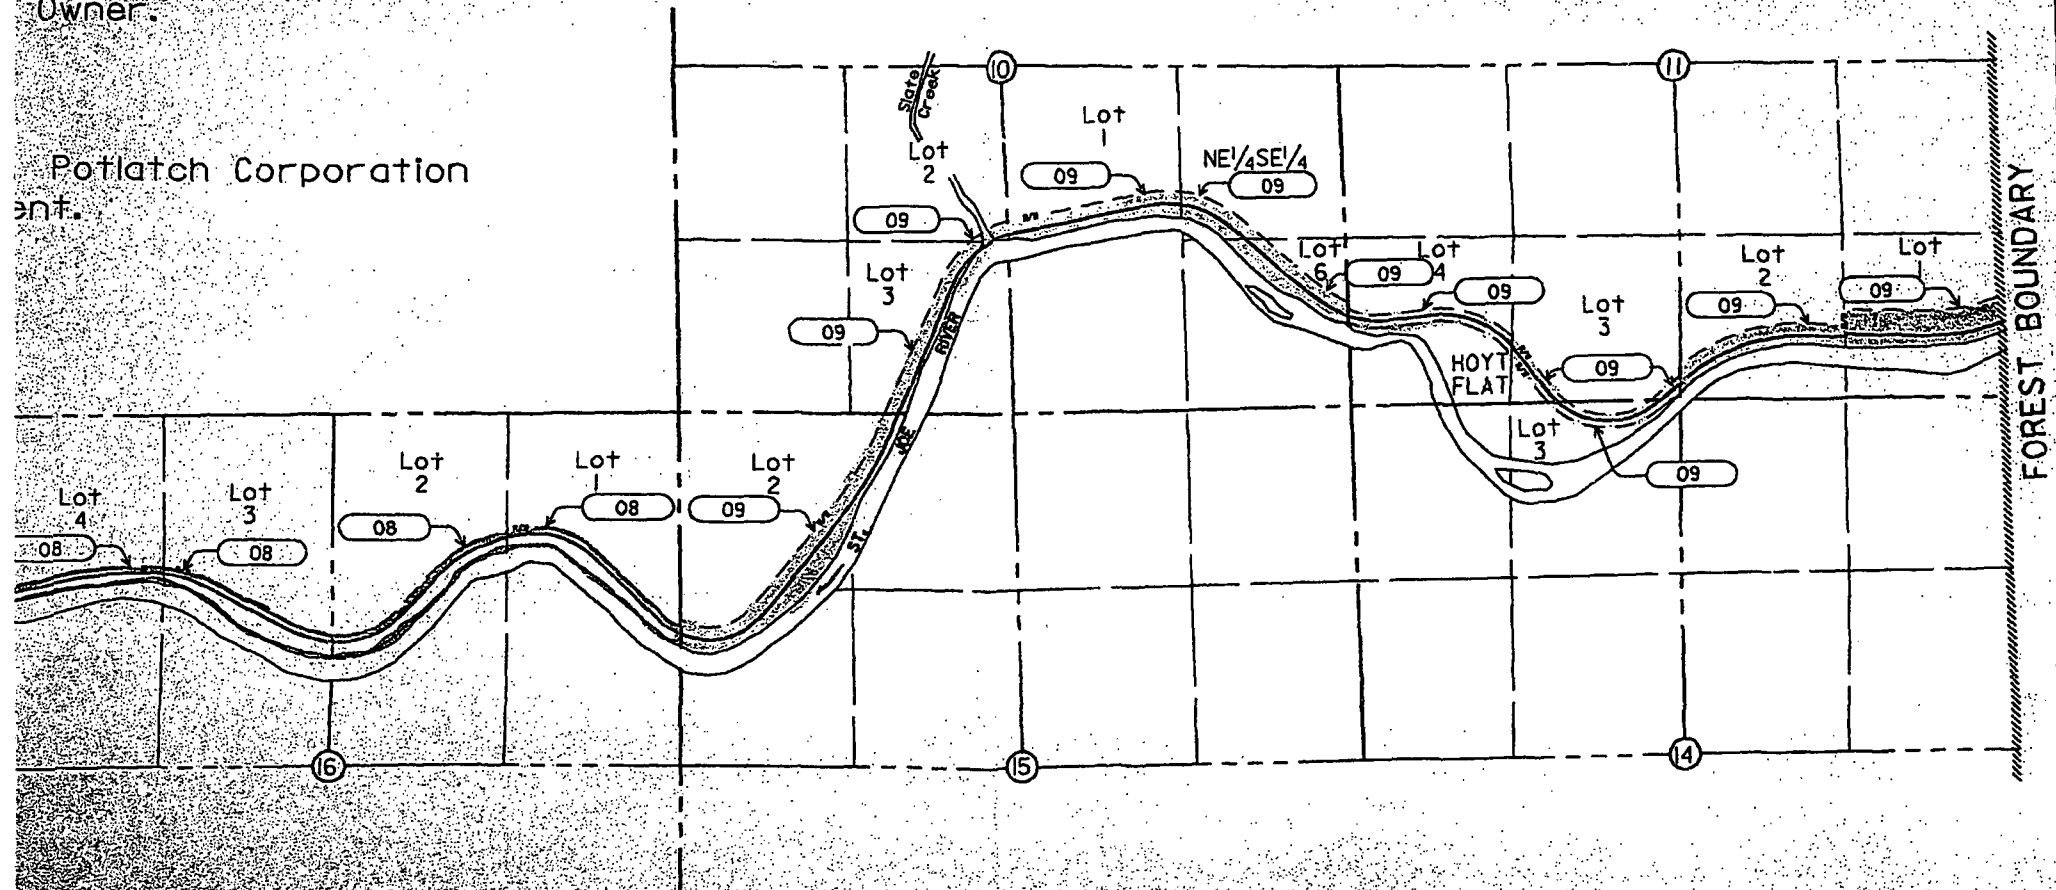 Owner.
Potlatch Corporation
ent.
Slate
Creek
10
11
Lot
1
Lot
2
NE1/4SE1/4
09
09
09
Lot
3
09
Lot
6
Lot
4
09
09
Lot
3
Lot
2
09
Lot
1
09
HOYT
FLAT
09
Lot
3
09
FOREST BOUNDARY
ST.
JOE
RIVER
Lot
4
08
Lot
3
08
Lot
2
08
Lot
1
08
Lot
2
09
16
15
14